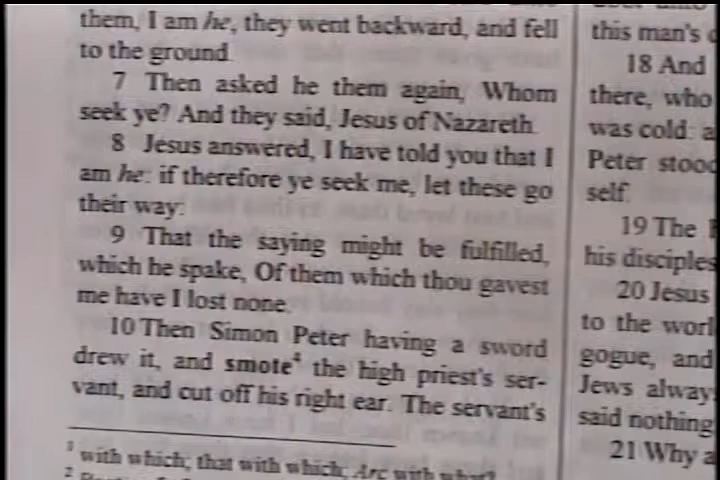 them, I am he, they went backward, and fell
to the ground.
7 Then asked he them again, Whom
seek ye? And they said, Jesus of Nazareth.
8 Jesus answered, I have told you that I
am he: if therefore ye seek me, let these go
their way:
9 That the saying might be fulfilled,
which he spake, Of them which thou gavest
me have I lost none.
10 Then Simon Peter having a sword
drew it, and smote⁴ the high priest's ser-
vant, and cut off his right ear. The servant's
with which; that with which; Arc with what?
2
this man's
18 And
there, who
was cold: a
Peter stood
self.
19 The
his disciples
20 Jesus
to the worl
gogue, and
Jews alway
said nothing
21 Why a